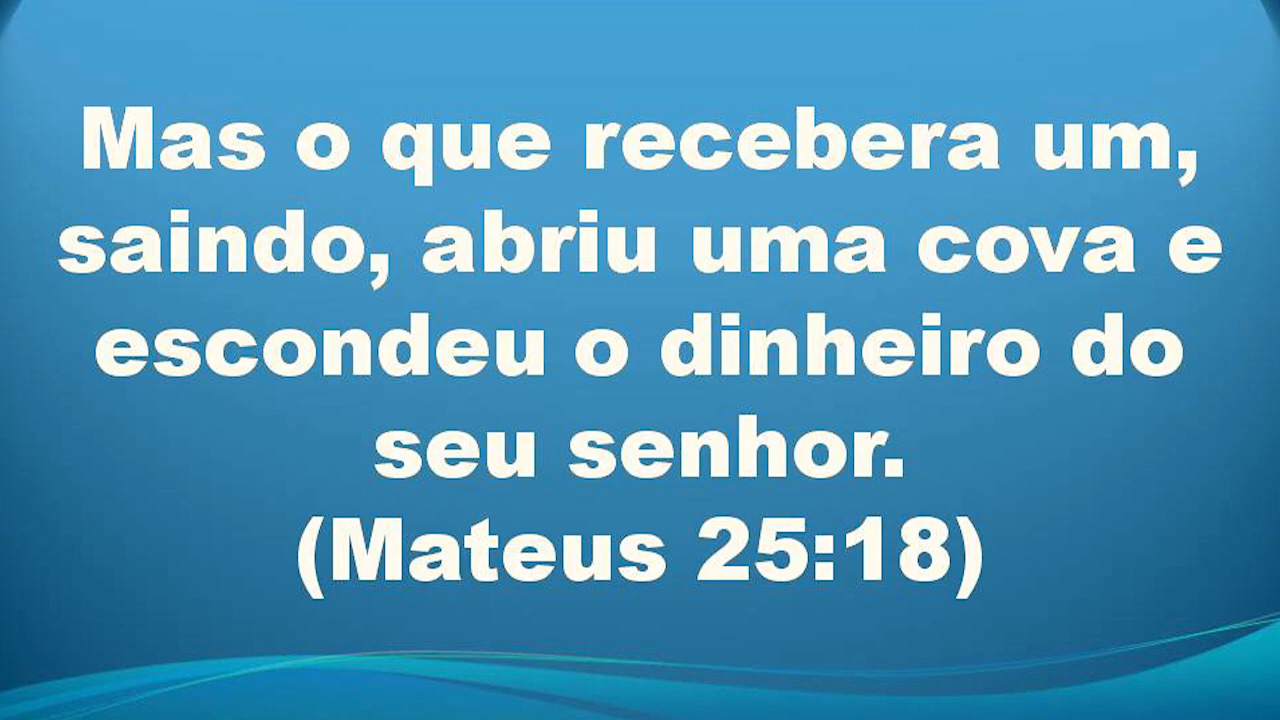 Mas o que recebera um,
saindo, abriu uma cova e
escondeu o dinheiro do
seu senhor.
(Mateus 25:18)